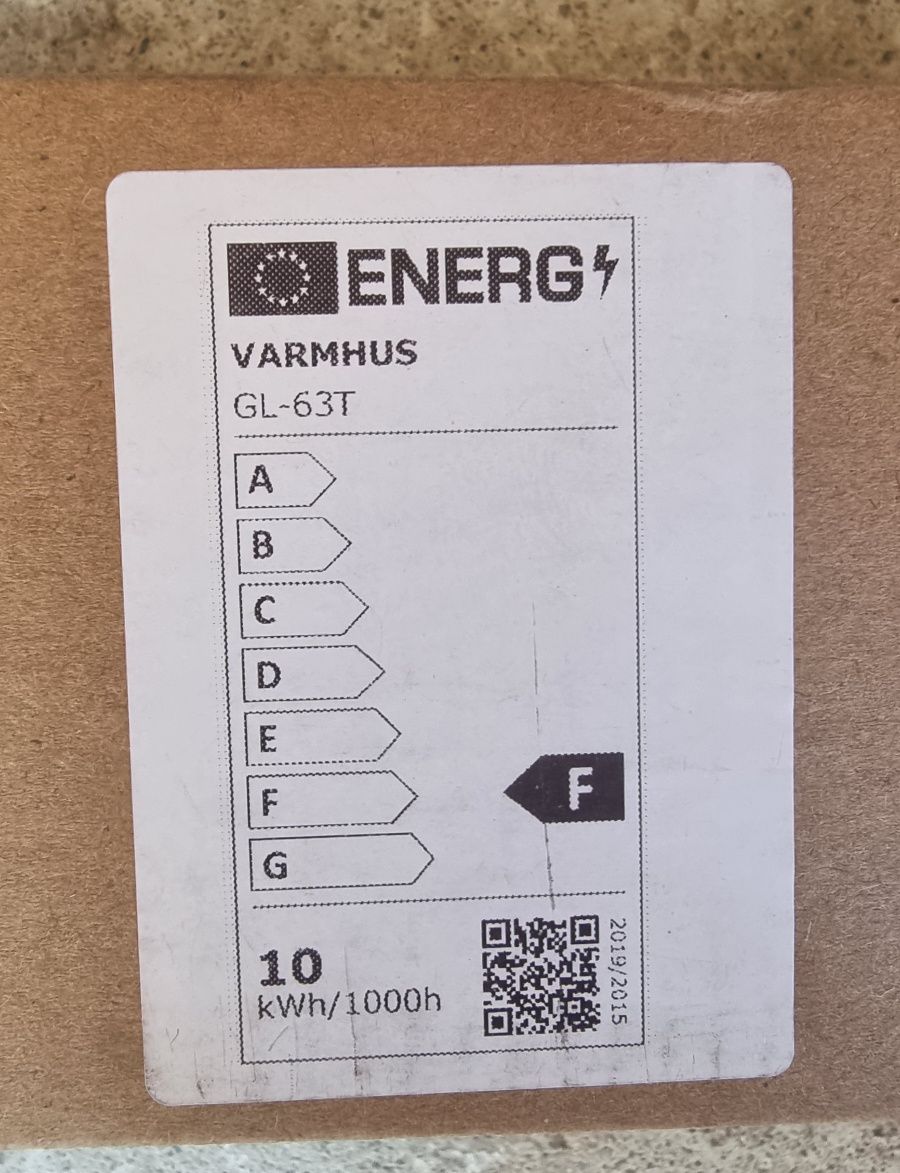 ENERG
VARMHUS
GL-63T
A
B
C
D
E
F
F
G
10
kWh/1000h
2019/2015